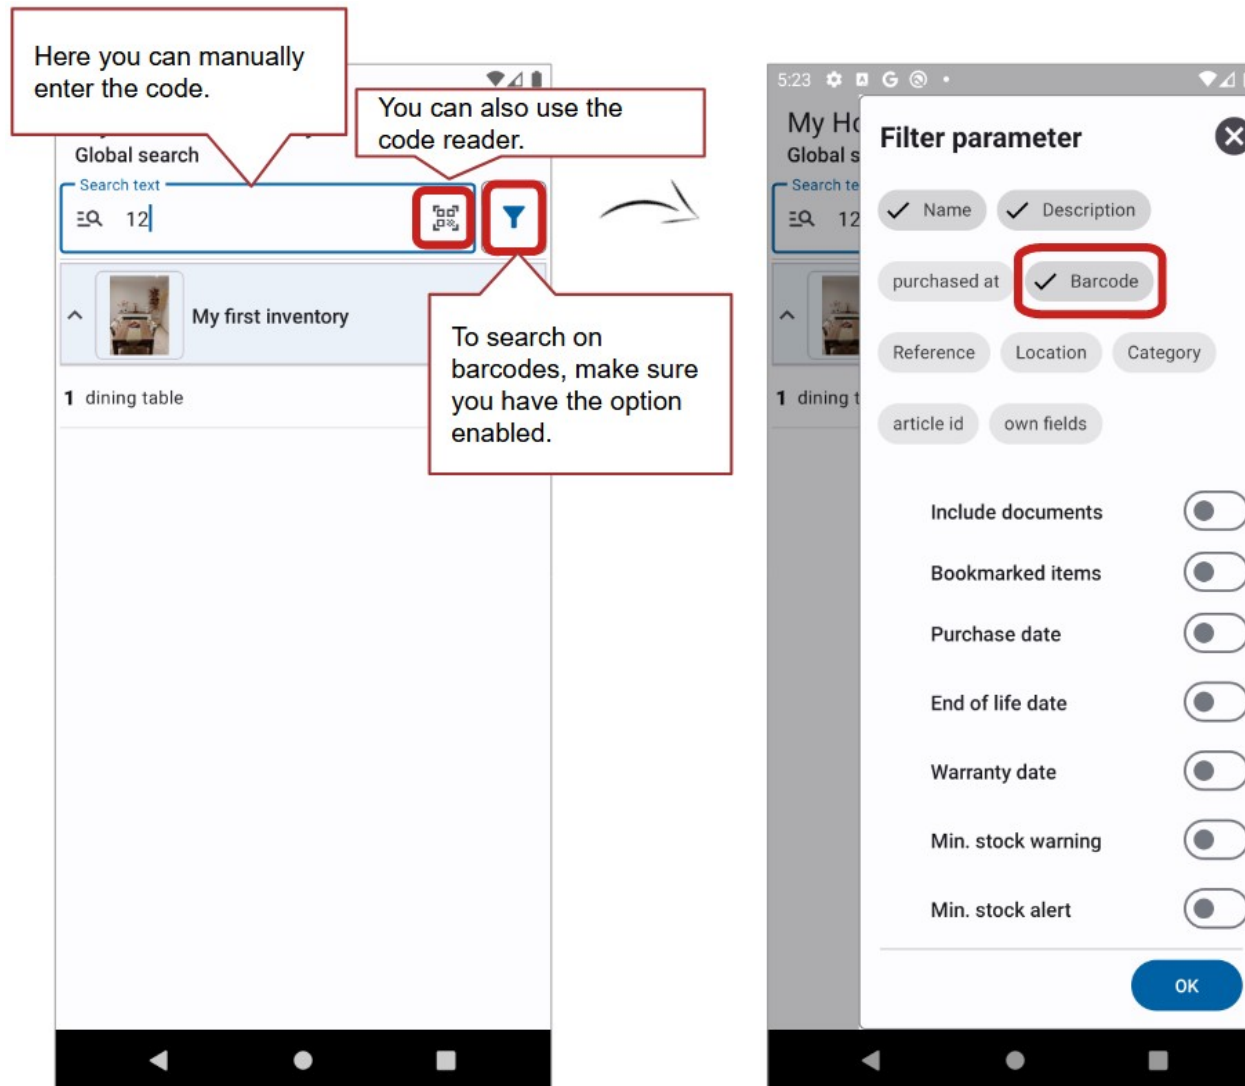 Here you can manually
enter the code.
You can also use the
code reader.
Global search
Search text
12
My first inventory
To search on
barcodes, make sure
you have the option
enabled.
1 dining table
5:23
My Ho
Global s
Search te
12
1 dining t
Filter parameter
Name Description
purchased at Barcode
Reference Location Category
article id own fields
Include documents
Bookmarked items
Purchase date
End of life date
Warranty date
Min. stock warning
Min. stock alert
OK